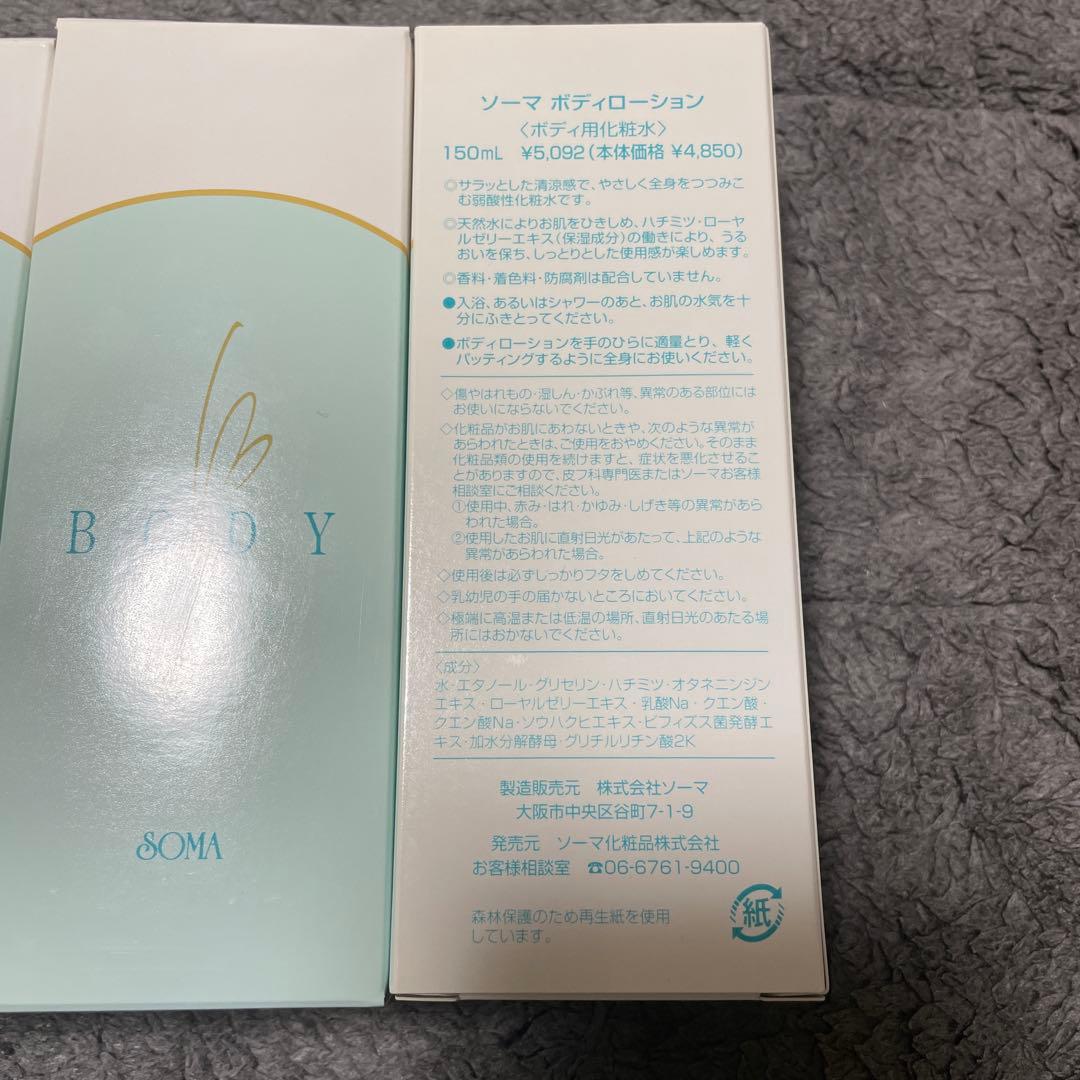 BODY
SOMA
ソーマ ボディローション
〈ボディ用化粧水〉
150mL ¥5,092(本体価格 ¥4,850)
◎サラッとした清涼感で、やさしく全身をつつみこ
む弱酸性化粧水です。
◎天然水によりお肌をひきしめ、ハチミツ・ローヤ
ルゼリーエキス(保湿成分)の働きにより、うる
おいを保ち、しっとりとした使用感が楽しめます。
◎香料・着色料・防腐剤は配合していません。
●入浴、あるいはシャワーのあと、お肌の水気を十
分にふきとってください。
●ボディローションを手のひらに適量とり、軽く
パッティングするように全身にお使いください。
◇傷やはれもの・湿しん・かぶれ等、異常のある部位には
お使いにならないでください。
◇化粧品がお肌にあわないときや、次のような異常が
あらわれたときは、ご使用をおやめください。そのまま
化粧品類の使用を続けますと、症状を悪化させるこ
とがありますので、皮フ科専門医またはソーマお客様
相談室にご相談ください。
①使用中、赤み・はれ・かゆみ・しげき等の異常があら
われた場合。
②使用したお肌に直射日光があたって、上記のような
異常があらわれた場合。
◇使用後は必ずしっかりフタをしめてください。
◇乳幼児の手の届かないところにおいてください。
◇極端に高温または低温の場所、直射日光のあたる場
所にはおかないでください。
〈成分〉
水・エタノール・グリセリン・ハチミツ・オタネニンジン
エキス・ローヤルゼリーエキス・乳酸Na・クエン酸・
クエン酸Na・ソウハクヒエキス・ビフィズス菌発酵エ
キス・加水分解酵母・グリチルリチン酸2K
製造販売元 株式会社ソーマ
大阪市中央区谷町7-1-9
発売元 ソーマ化粧品株式会社
お客様相談室 ☎06-6761-9400
森林保護のため再生紙を使用
しています。
紙